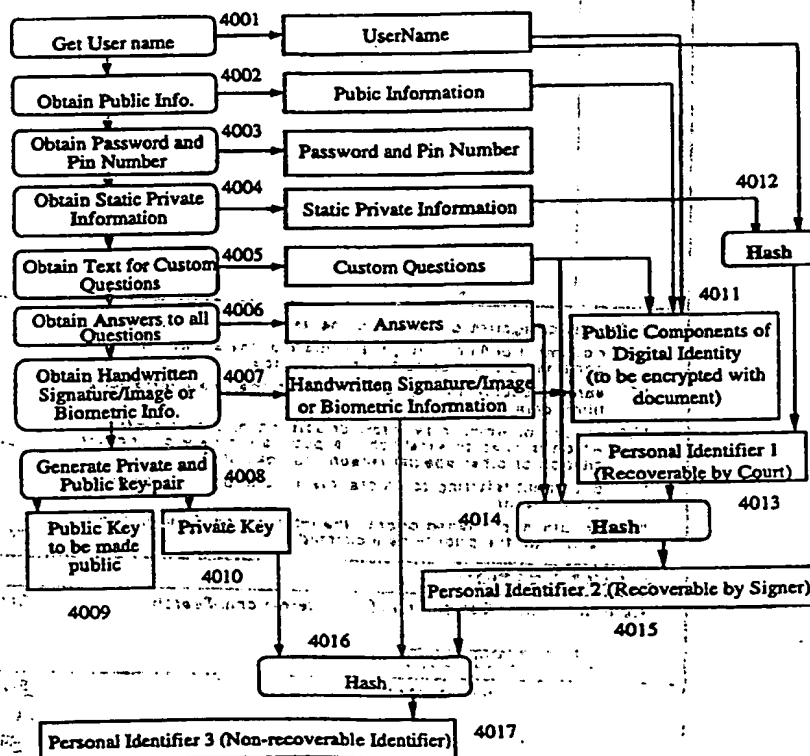 4001
Get User name
UserName
4002
Obtain Public Info.
Pubic Information
4003
Obtain Password and
Pin Number
Password and Pin Number
4004
Obtain Static Private
Information
Static Private Information
4012
Hash
4005
Obtain Text for Custom
Questions
Custom Questions
4011
4006
Obtain Answers to all
Questions
Answers
Public Components of
Digital Identity
(to be encrypted with
document)
4007
Obtain Handwritten
Signature/Image or
Biometric Info.
Handwritten Signature/Image
or Biometric Information
Personal Identifier 1
(Recoverable by Court)
4013
Generate Private and
Public key-pair
4008
4014
Hash
Public Key
to be made
public
4009
Private Key
4010
Personal Identifier 2 (Recoverable by Signer)
4015
4016
Hash
Personal Identifier 3 (Non-recoverable Identifier)
4017